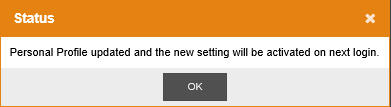 Status
Personal Profile updated and the new setting will be activated on next login.
OK